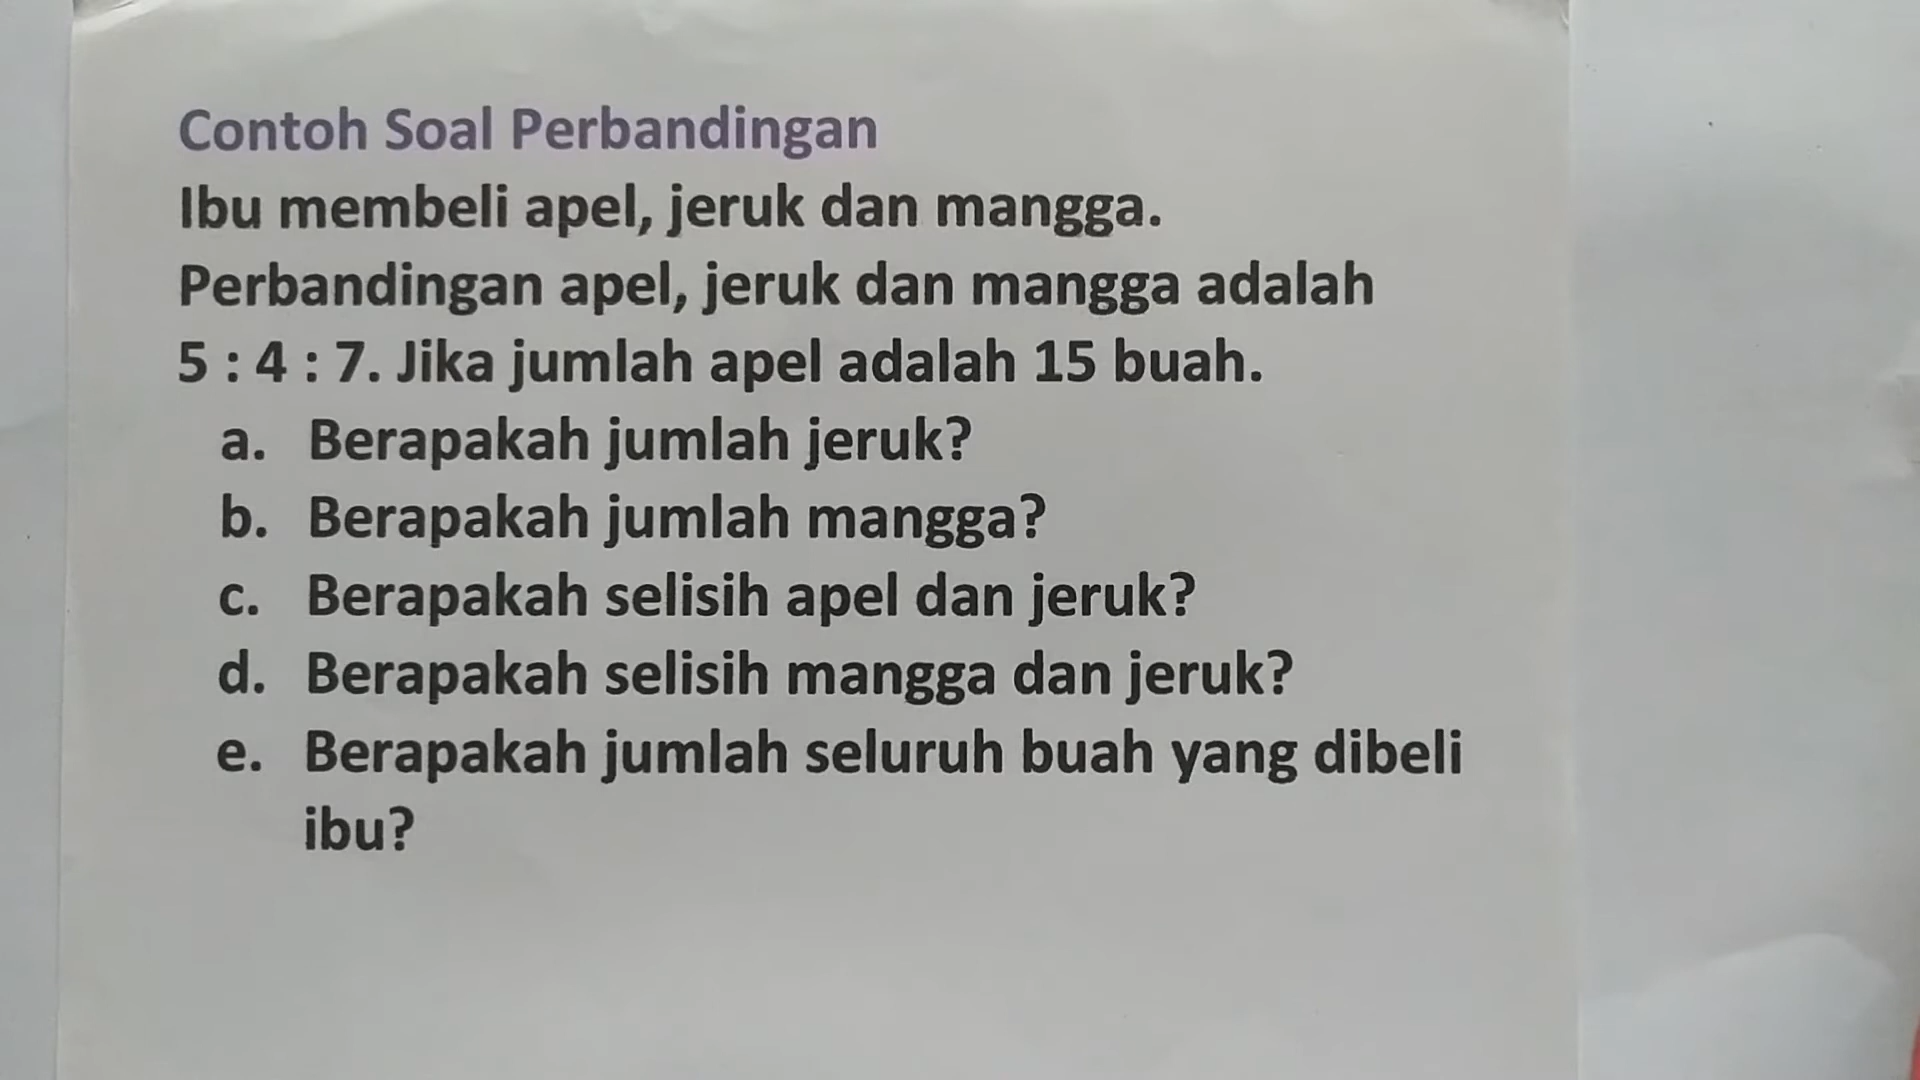 Contoh Soal Perbandingan
Ibu membeli apel, jeruk dan mangga.
Perbandingan apel, jeruk dan mangga adalah
5 : 4 : 7. Jika jumlah apel adalah 15 buah.
a. Berapakah jumlah jeruk?
b. Berapakah jumlah mangga?
c. Berapakah selisih apel dan jeruk?
d. Berapakah selisih mangga dan jeruk?
e. Berapakah jumlah seluruh buah yang dibeli
ibu?